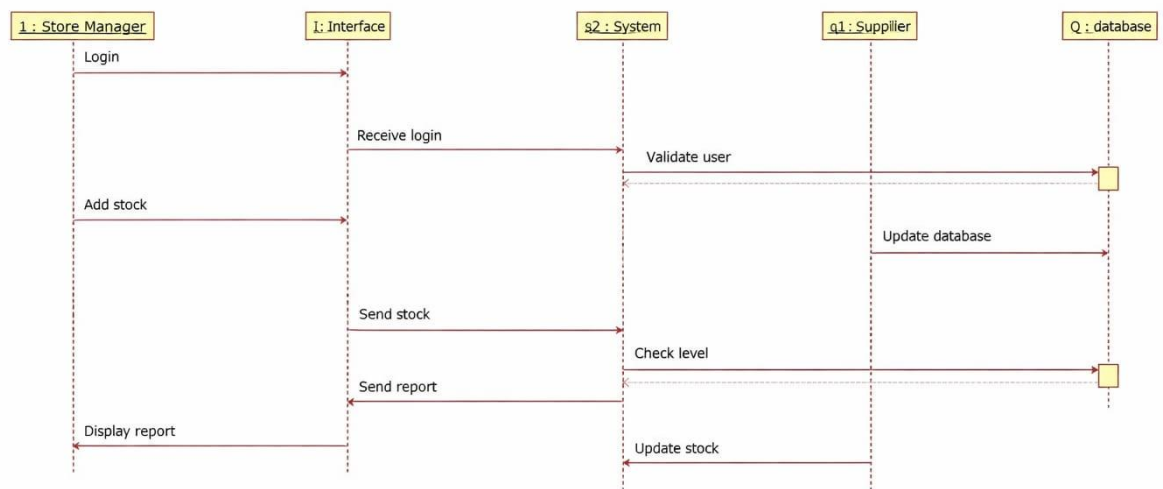 1 : Store Manager
I: Interface
s2 : System
q1: Suppilier
Q : database
Login
Receive login
Validate user
Add stock
Update database
Send stock
Check level
Send report
Display report
Update stock